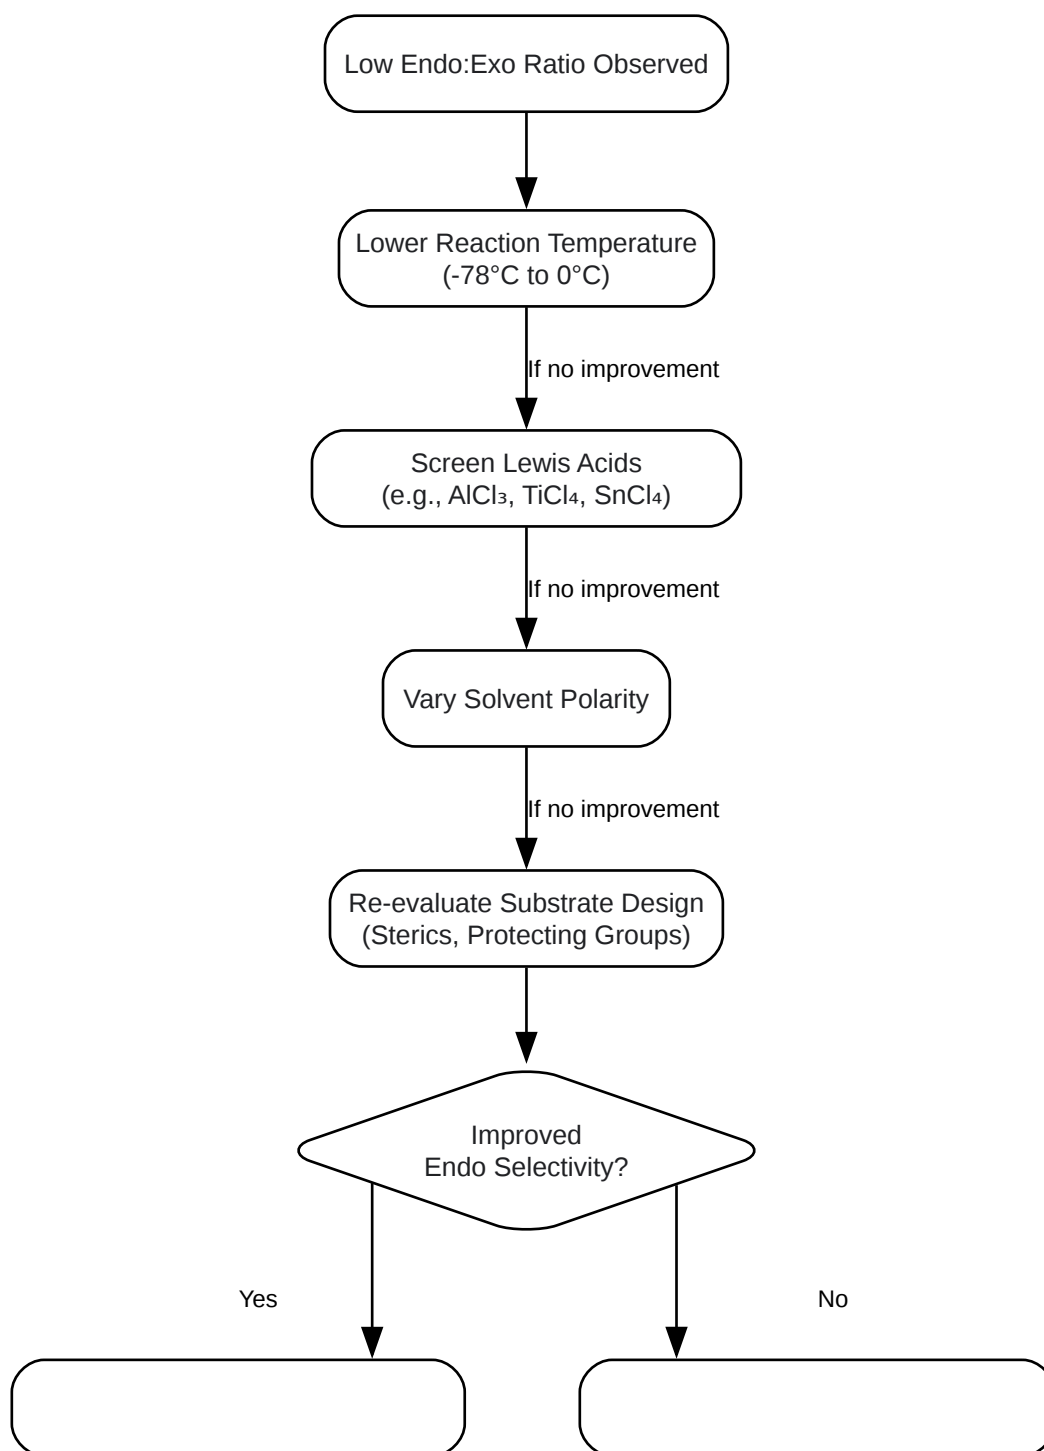 Low Endo:Exo Ratio Observed
Lower Reaction Temperature
(-78°C to 0°C)
If no improvement
Screen Lewis Acids
(e.g., AlCl₃, TiCl₄, SnCl₄)
If no improvement
Vary Solvent Polarity
If no improvement
Re-evaluate Substrate Design
(Sterics, Protecting Groups)
Improved
Endo Selectivity?
Yes
No